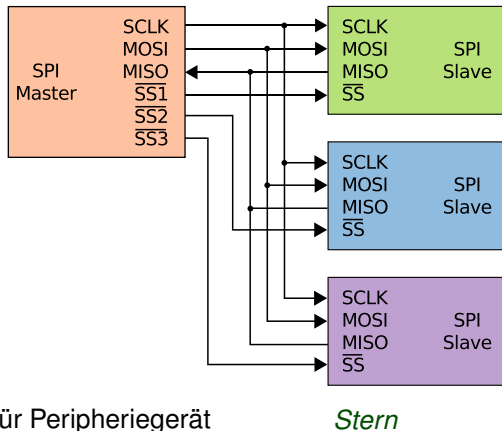 SCLK
MOSI
MISO
SS1
SS2
SS3
SPI
Master
SCLK
MOSI
MISO
SS
SPI
Slave
SCLK
MOSI
MISO
SS
SPI
Slave
SCLK
MOSI
MISO
SS
SPI
Slave
ür Peripheriegerät
Stern